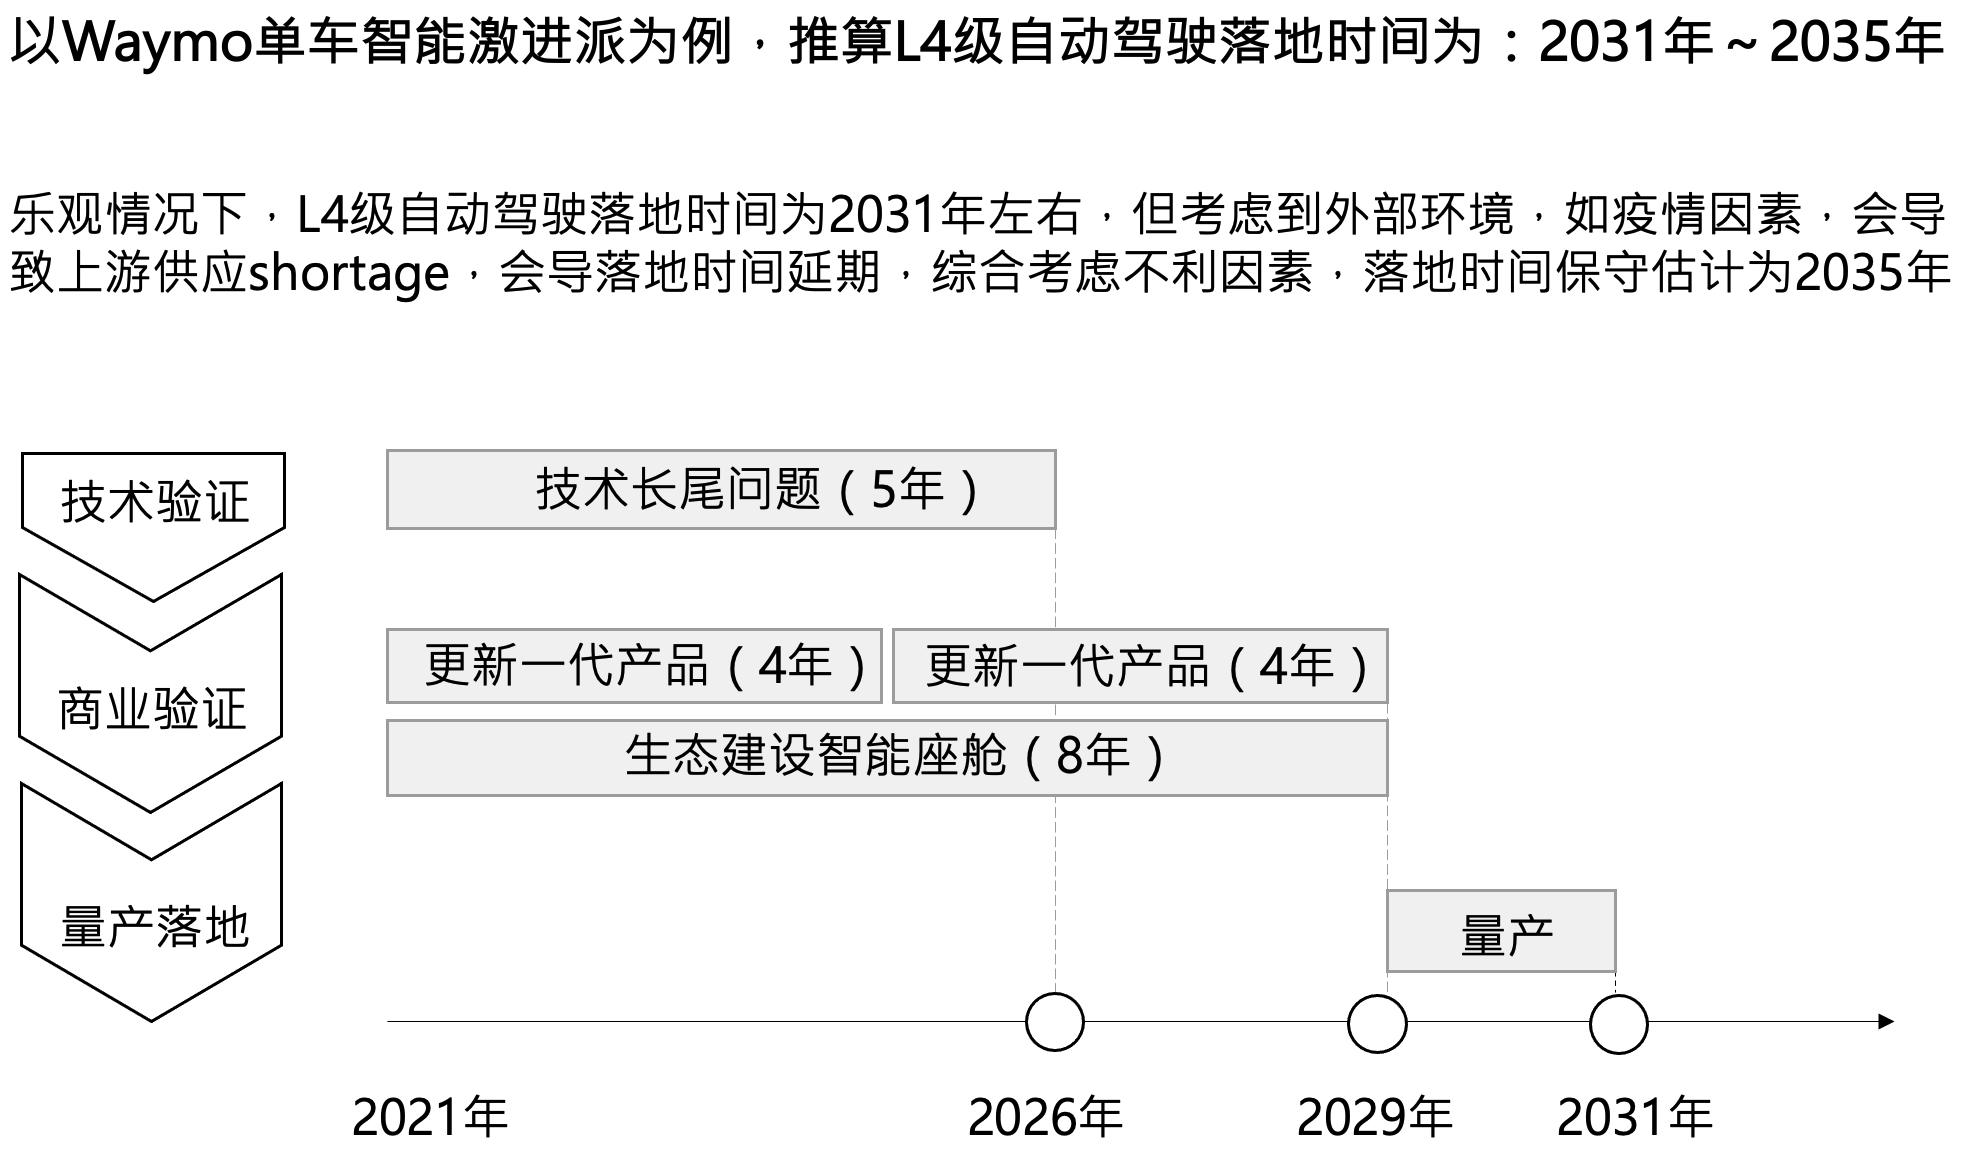 以Waymo单车智能激进派为例，推算L4级自动驾驶落地时间为：2031年～2035年
乐观情况下，L4级自动驾驶落地时间为2031年左右，但考虑到外部环境，如疫情因素，会导
致上游供应shortage，会导落地时间延期，综合考虑不利因素，落地时间保守估计为2035年
技术验证
技术长尾问题（5年）
商业验证
更新一代产品（4年）
更新一代产品（4年）
生态建设智能座舱（8年）
量产落地
量产
2021年
2026年
2029年
2031年